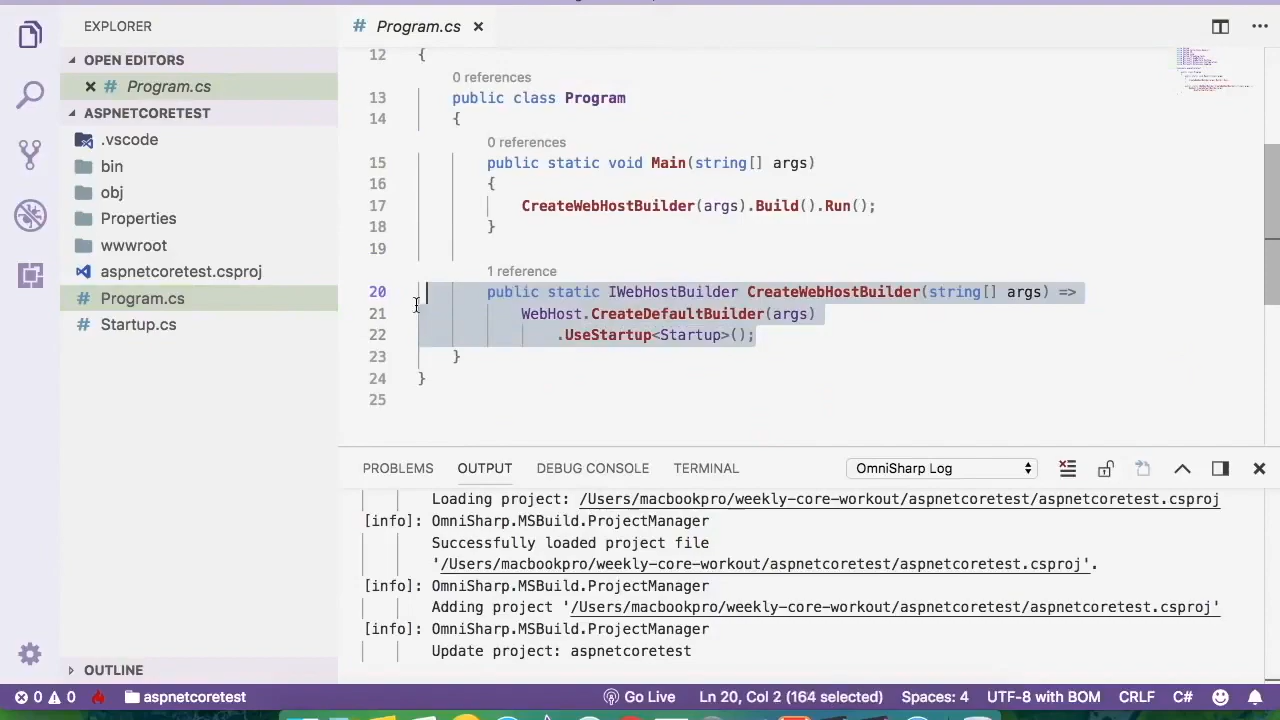 EXPLORER
OPEN EDITORS
Program.cs
ASPNETCORETEST
.vscode
bin
obj
Properties
wwwroot
aspnetcoretest.csproj
Program.cs
Startup.cs
OUTLINE
Program.cs
12 {
0 references
13 public class Program
14 {
0 references
15 public static void Main(string[] args)
16 {
17 CreateWebHostBuilder(args).Build().Run();
18 }
19
1 reference
20 public static IWebHostBuilder CreateWebHostBuilder(string[] args) =>
21 WebHost.CreateDefaultBuilder(args)
22 .UseStartup<Startup>();
23 }
24 }
25
PROBLEMS OUTPUT DEBUG CONSOLE TERMINAL OmniSharp Log
Loading project: /Users/macbookpro/weekly-core-workout/aspnetcoretest/aspnetcoretest.csproj
[info]: OmniSharp.MSBuild.ProjectManager
Successfully loaded project file
'/Users/macbookpro/weekly-core-workout/aspnetcoretest/aspnetcoretest.csproj'.
[info]: OmniSharp.MSBuild.ProjectManager
Adding project '/Users/macbookpro/weekly-core-workout/aspnetcoretest/aspnetcoretest.csproj'
[info]: OmniSharp.MSBuild.ProjectManager
Update project: aspnetcoretest
0 0 aspnetcoretest Go Live Ln 20, Col 2 (164 selected) Spaces: 4 UTF-8 with BOM CRLF C#